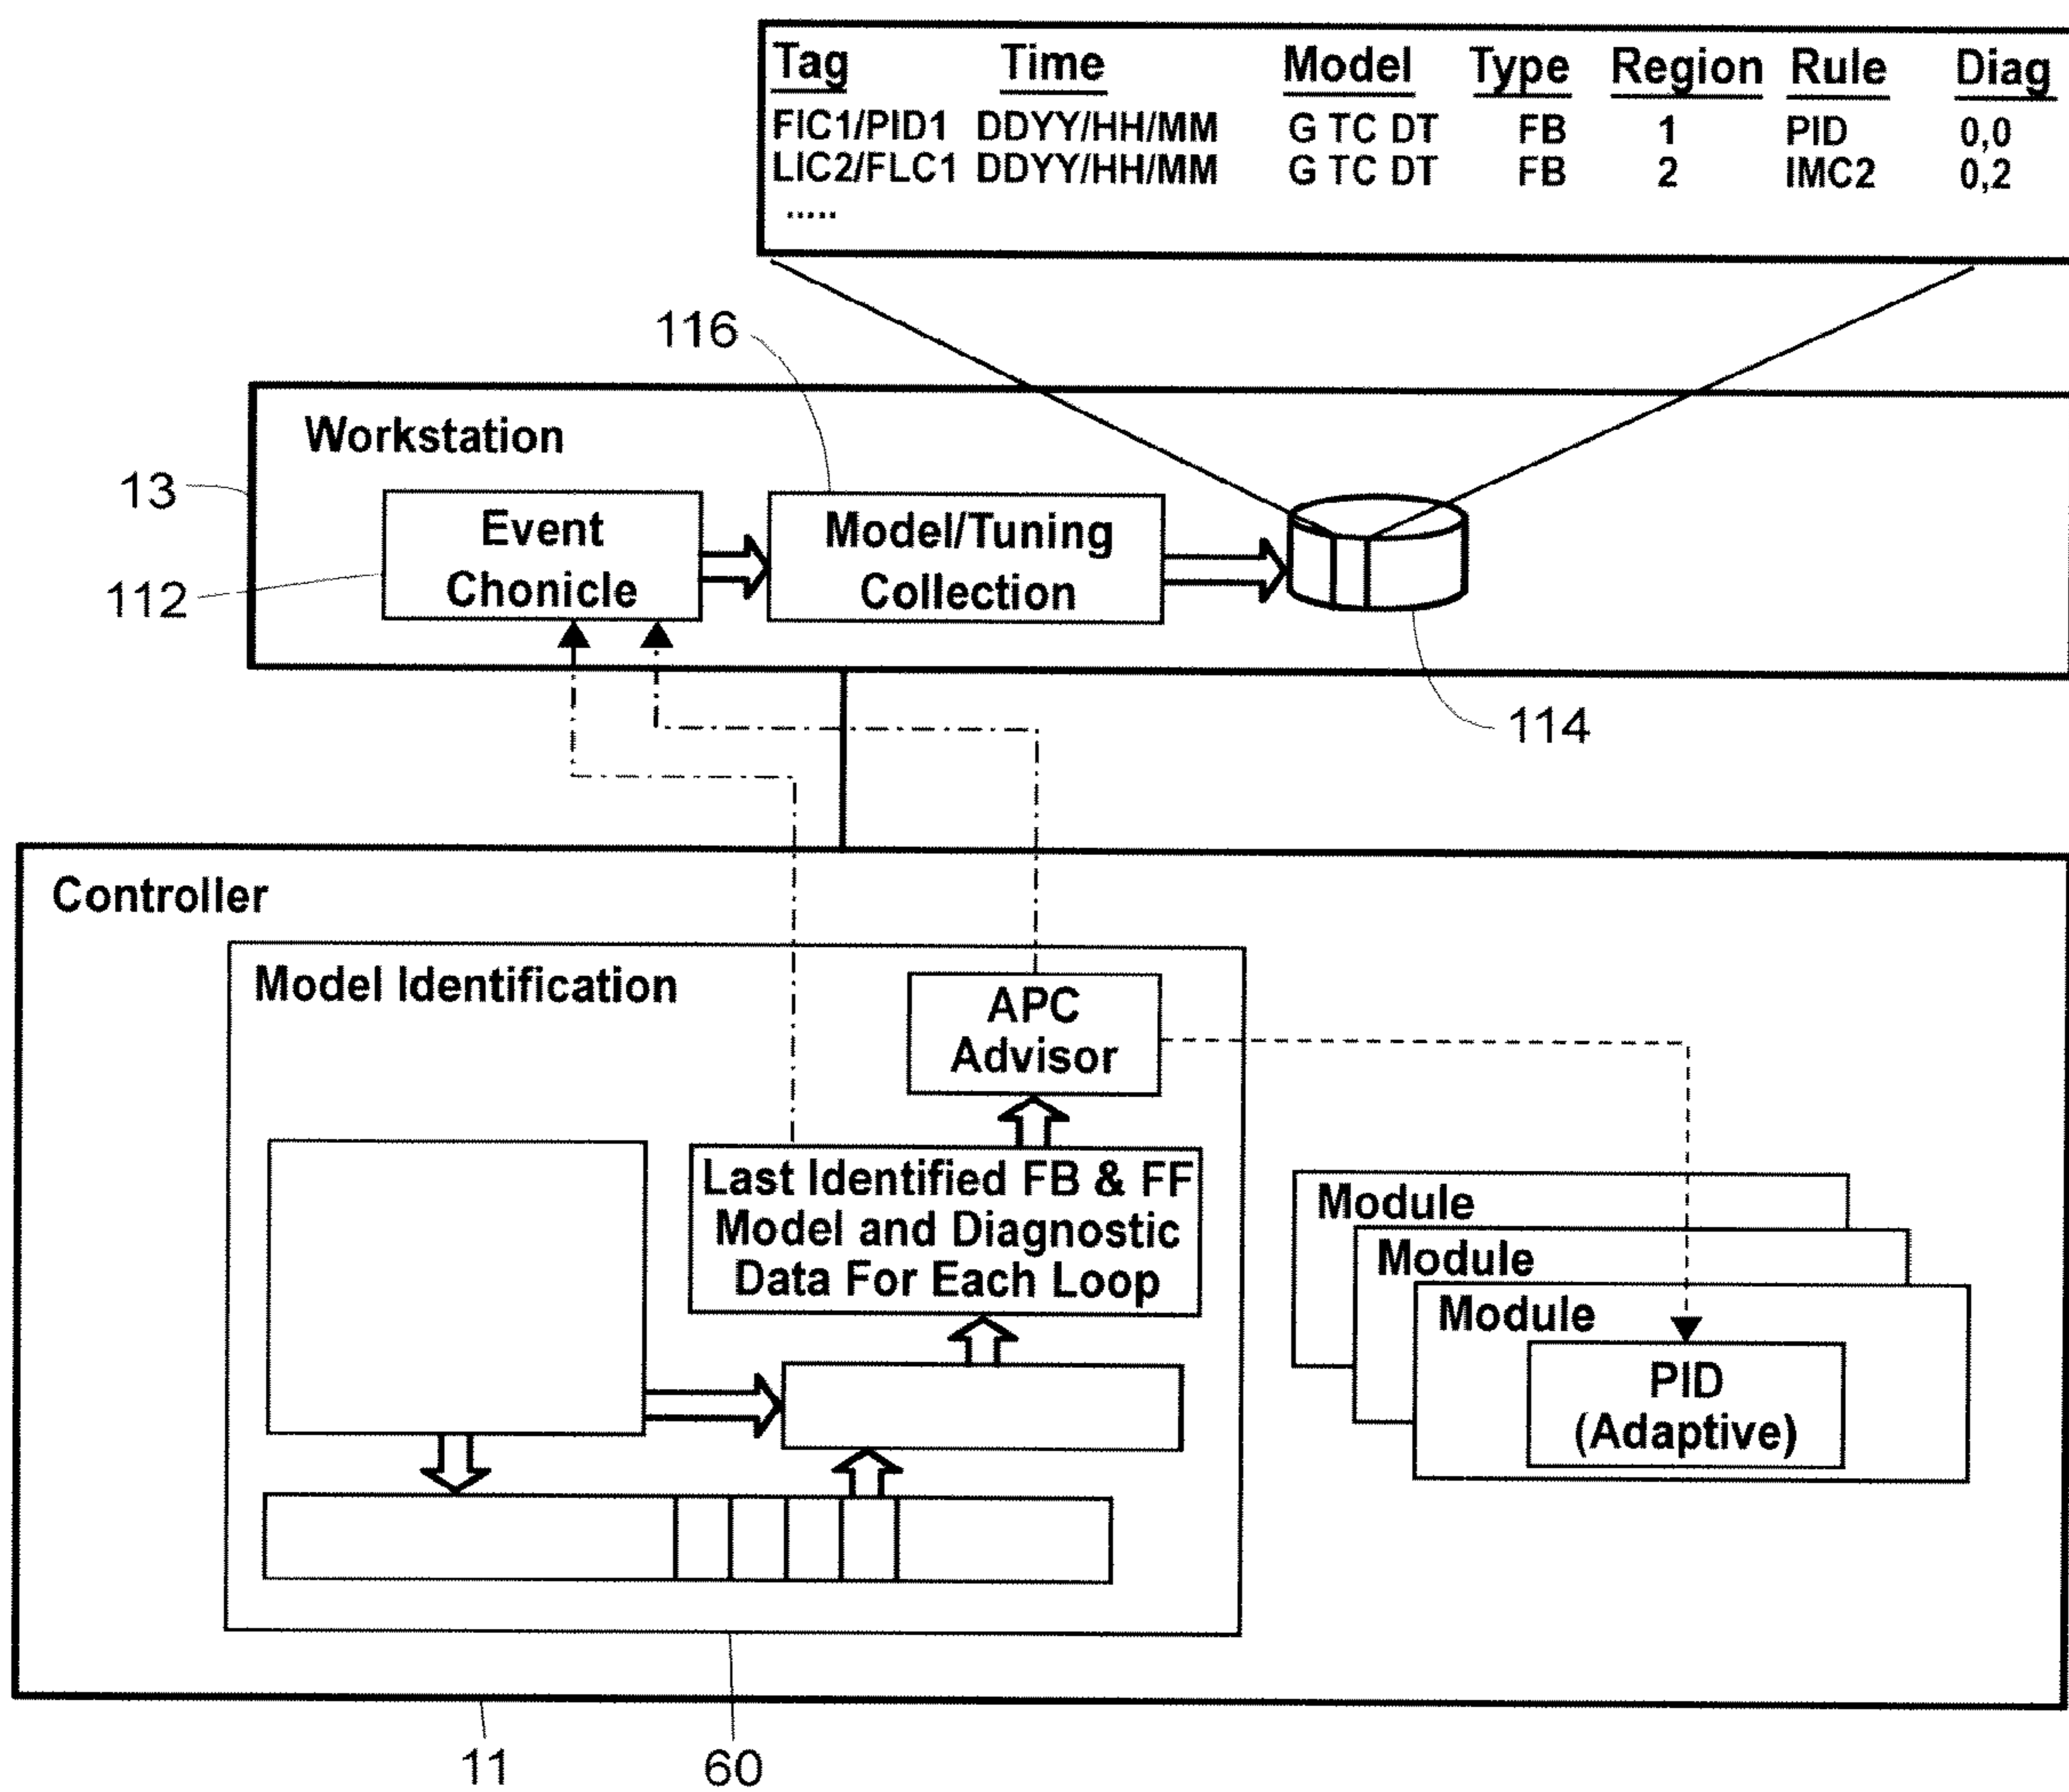 Tag Time Model Type Region Rule Diag
FIC1/PID1 DDYY/HH/MM G TC DT FB 1 PID 0,0
LIC2/FLC1 DDYY/HH/MM G TC DT FB 2 IMC2 0,2
.....
116
Workstation
13
Event
Chonicle
Model/Tuning
Collection
112
114
Controller
Model Identification
APC
Advisor
Last Identified FB & FF
Model and Diagnostic
Data For Each Loop
Module
Module
Module
PID
(Adaptive)
11
60